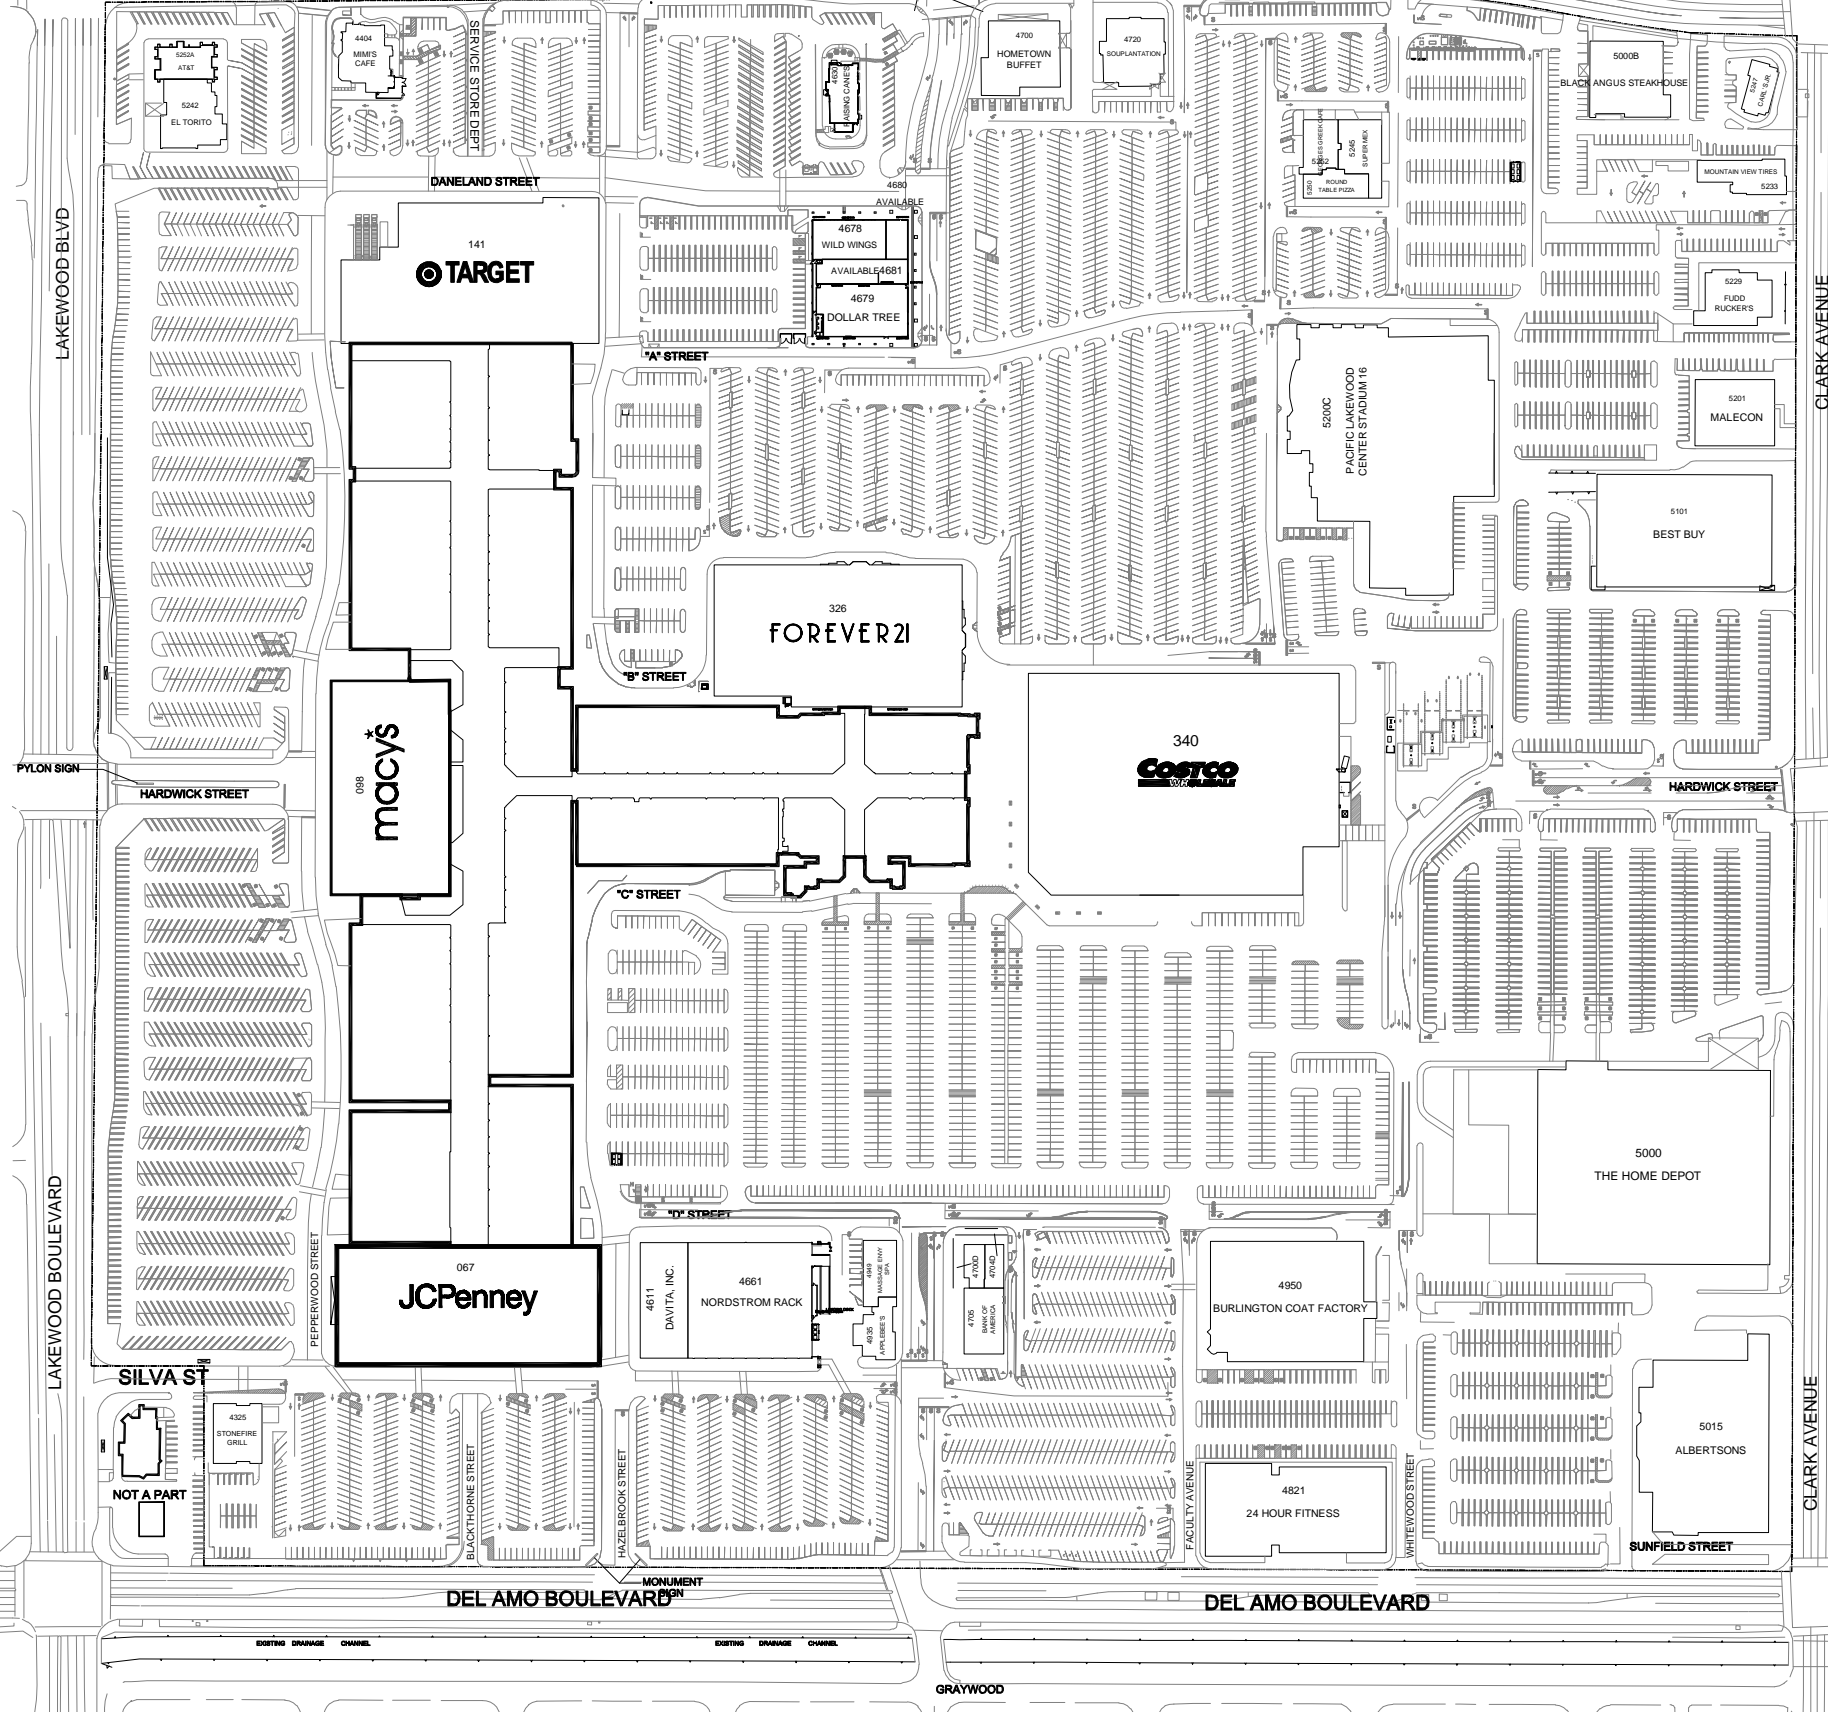 5252A
AT&T
5242
EL TORITO
4404
MIMI'S
CAFE
SERVICE STORE DEPT
4630
RAISING CANE'S
4700
HOMETOWN
BUFFET
4720
SOUPLANTATION
5000B
BLACK ANGUS STEAKHOUSE
5247
CARL'S JR.
5262
5245
SUPER MEX
5250
ROUND
TABLE PIZZA
MOUNTAIN VIEW TIRES
5233
DANELAND STREET
4680
AVAILABLE
LAKEWOOD BLVD
141
TARGET
4678
WILD WINGS
AVAILABLE 4681
4679
DOLLAR TREE
5229
FUDD
RUCKER'S
CLARK AVENUE
"A" STREET
5200C
PACIFIC LAKEWOOD
CENTER STADIUM 16
5201
MALECON
5101
BEST BUY
326
FOREVER 21
"B" STREET
098
macy's
340
COSTCO
WHOLESALE
PYLON SIGN
HARDWICK STREET
HARDWICK STREET
"C" STREET
5000
THE HOME DEPOT
LAKEWOOD BOULEVARD
PEPPERWOOD STREET
"D" STREET
067
JCPenney
4611
DAVITA, INC.
4661
NORDSTROM RACK
4949
MASSAGE ENVY
SPA
4935
APPLEBEE'S
4700D
4704D
4705
BANK OF
AMERICA
4950
BURLINGTON COAT FACTORY
SILVA ST
4325
STONEFIRE
GRILL
NOT A PART
BLACKTHORNE STREET
HAZELBROOK STREET
FACULTY AVENUE
4821
24 HOUR FITNESS
WHITEWOOD STREET
5015
ALBERTSONS
CLARK AVENUE
SUNFIELD STREET
MONUMENT
SIGN
DEL AMO BOULEVARD
DEL AMO BOULEVARD
EXISTING DRAINAGE CHANNEL
EXISTING DRAINAGE CHANNEL
GRAYWOOD